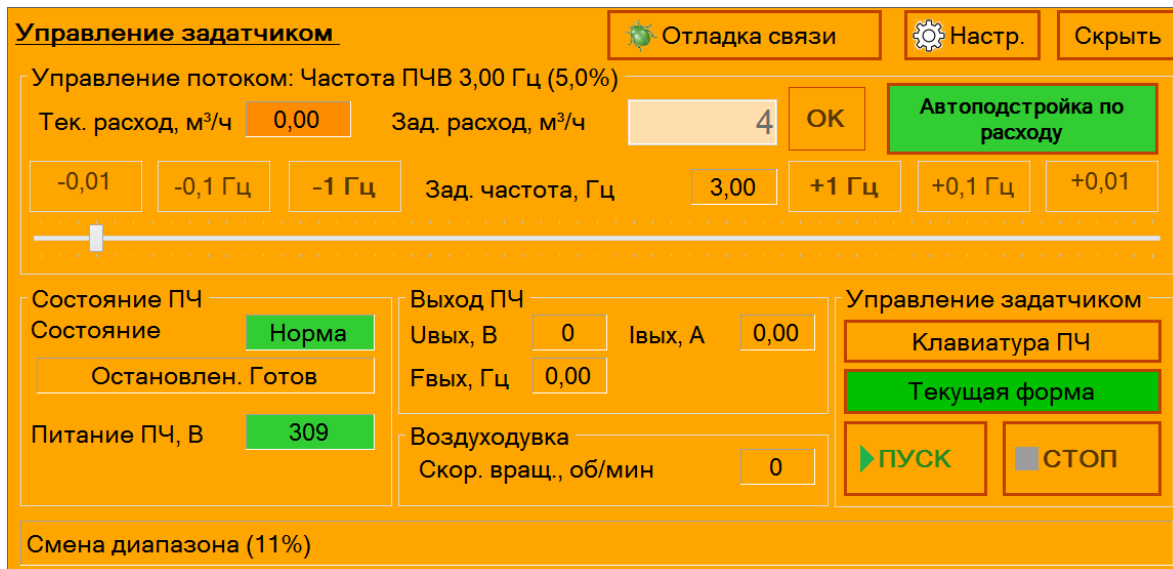 Управление задатчиком
Отладка связи
Настр.
Скрыть
Управление потоком: Частота ПЧВ 3,00 Гц (5,0%)
Тек. расход, м³/ч 0,00 Зад. расход, м³/ч 4 OK
Автоподстройка по
расходу
-0,01 -0,1 Гц -1 Гц Зад. частота, Гц 3,00 +1 Гц +0,1 Гц +0,01
Состояние ПЧ
Состояние Норма
Остановлен. Готов
Питание ПЧ, В 309
Выход ПЧ
Uвых, В 0 Iвых, А 0,00
Fвых, Гц 0,00
Воздуходувка
Скор. вращ., об/мин 0
Управление задатчиком
Клавиатура ПЧ
Текущая форма
ПУСК СТОП
Смена диапазона (11%)